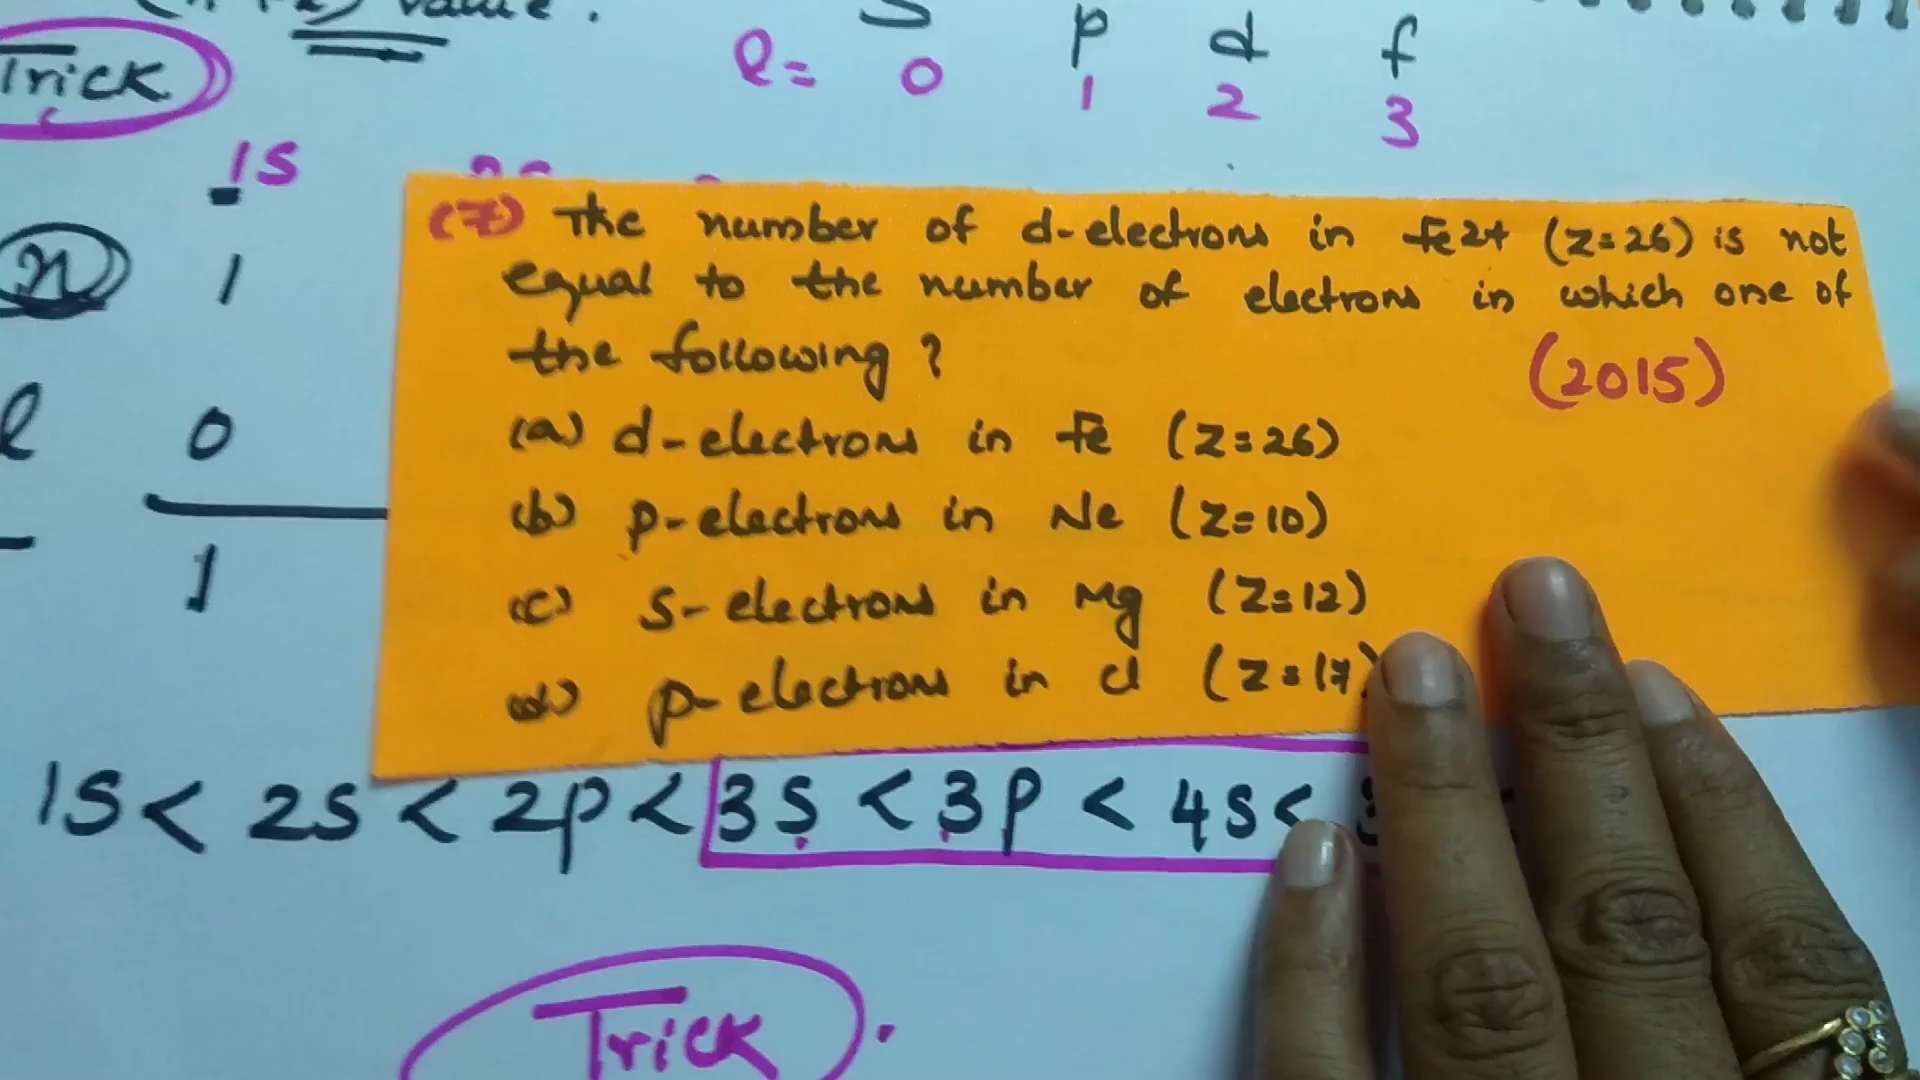 value.
s p d f
l= 0 1 2 3
Trick
1s
n 1
(7) The number of d-electrons in Fe2+ (Z=26) is not
equal to the number of electrons in which one of
the following?
(2015)
(a) d-electrons in Fe (Z=26)
(b) p-electrons in Ne (Z=10)
(c) s-electrons in Mg (Z=12)
(d) p-electrons in Cl (Z=17)
l 0
1
1s < 2s < 2p < 3s < 3p < 4s <
Trick